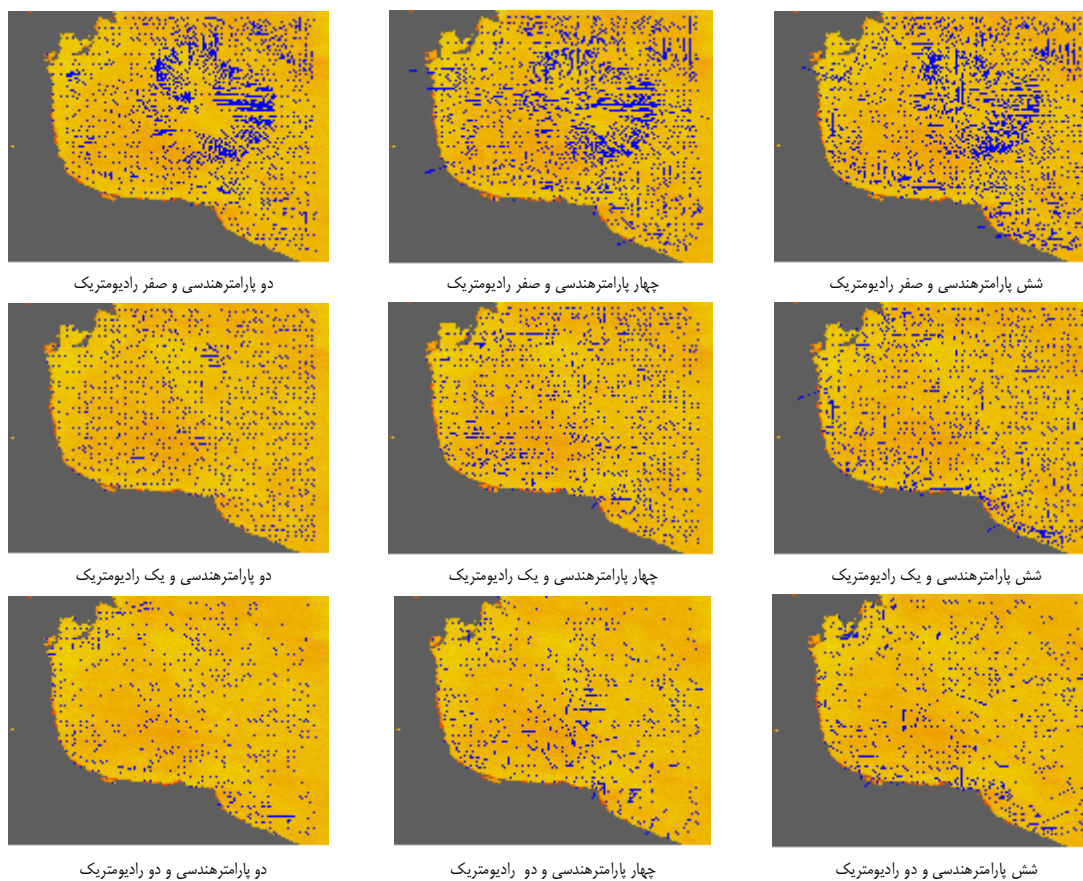 شش پارامترهندسی و صفر رادیومتریک
چهار پارامترهندسی و صفر رادیومتریک
دو پارامترهندسی و صفر رادیومتریک
شش پارامترهندسی و یک رادیومتریک
چهار پارامترهندسی و یک رادیومتریک
دو پارامترهندسی و یک رادیومتریک
شش پارامترهندسی و دو رادیومتریک
چهار پارامترهندسی و دو رادیومتریک
دو پارامترهندسی و دو رادیومتریک